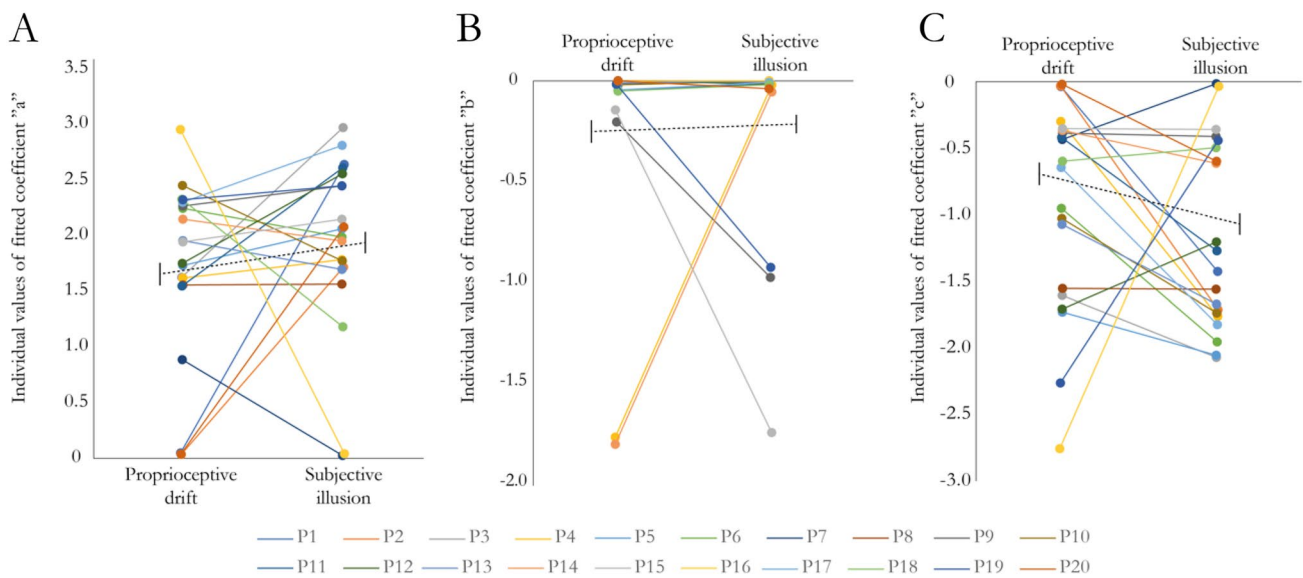 A
Individual values of fitted coefficient "a"
3.5
3.0
2.5
2.0
1.5
1.0
0.5
0
Proprioceptive
drift
Subjective
illusion
B
Individual values of fitted coefficient "b"
Proprioceptive
drift
Subjective
illusion
0
-0.5
-1.0
-1.5
-2.0
C
Individual values of fitted coefficient "c"
Proprioceptive
drift
Subjective
illusion
0
-0.5
-1.0
-1.5
-2.0
-2.5
-3.0
P1 P2 P3 P4 P5 P6 P7 P8 P9 P10
P11 P12 P13 P14 P15 P16 P17 P18 P19 P20